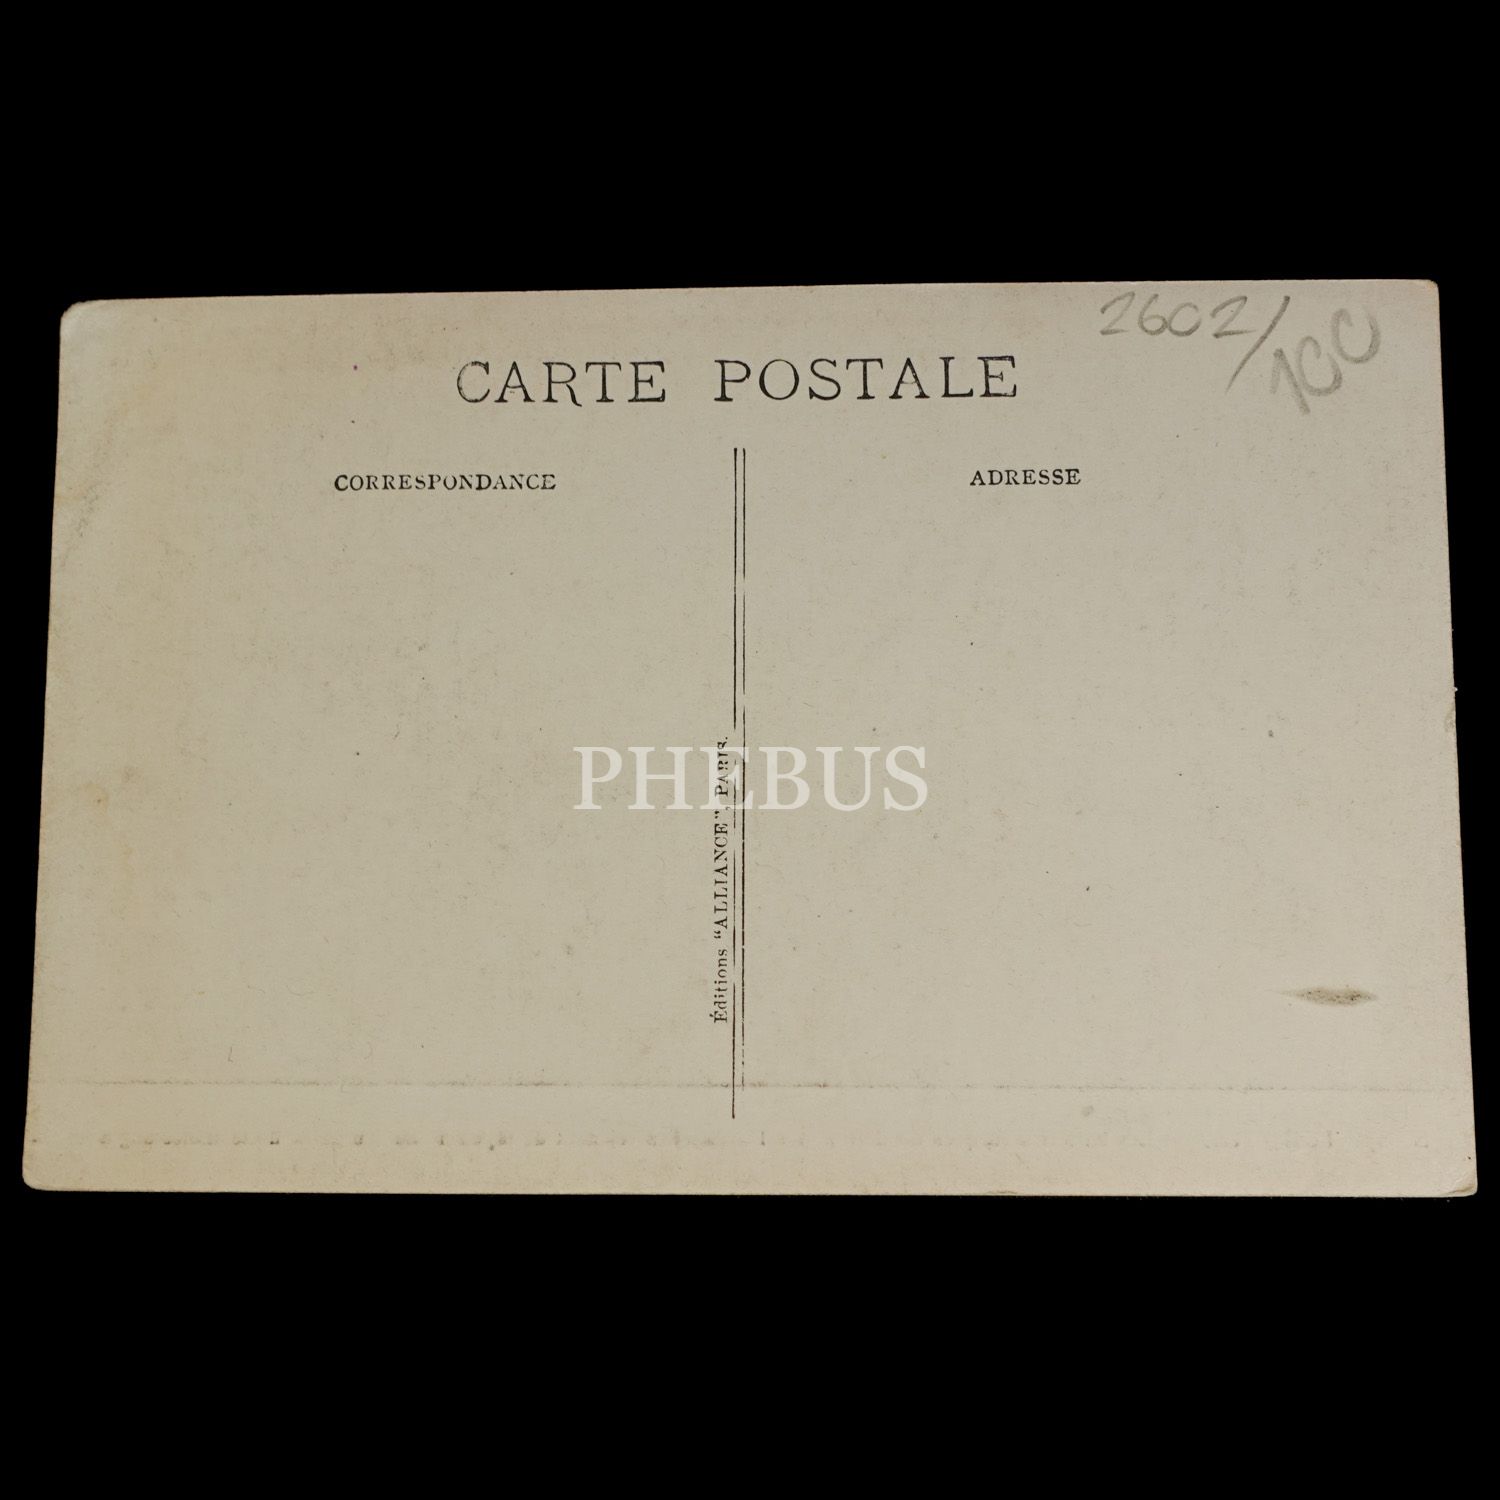 2602/100
CARTE POSTALE
CORRESPONDANCE
ADRESSE
Éditions "ALLIANCE", PARIS.
PHEBUS